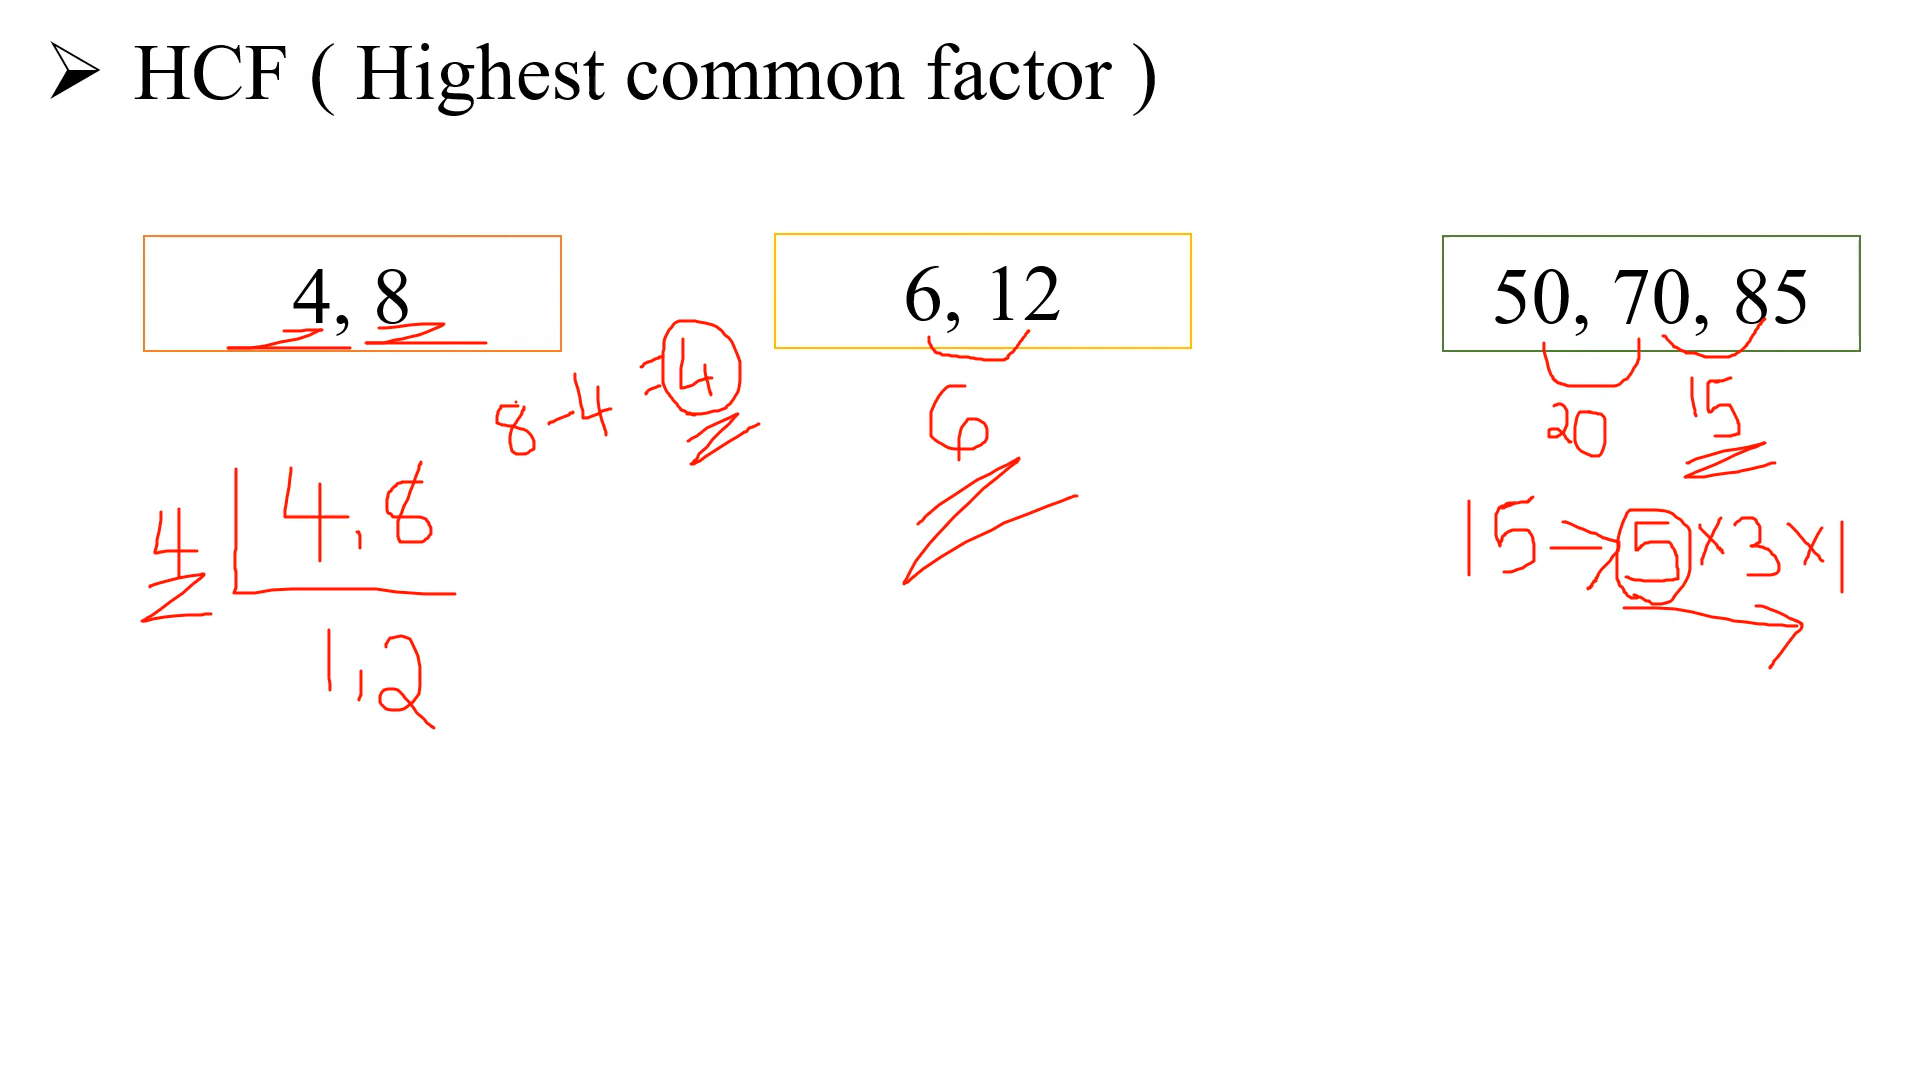 ➢ HCF ( Highest common factor )
4, 8
6, 12
50, 70, 85
8-4 =4
6
20
15
4 4,8
1,2
15 → 5×3×1